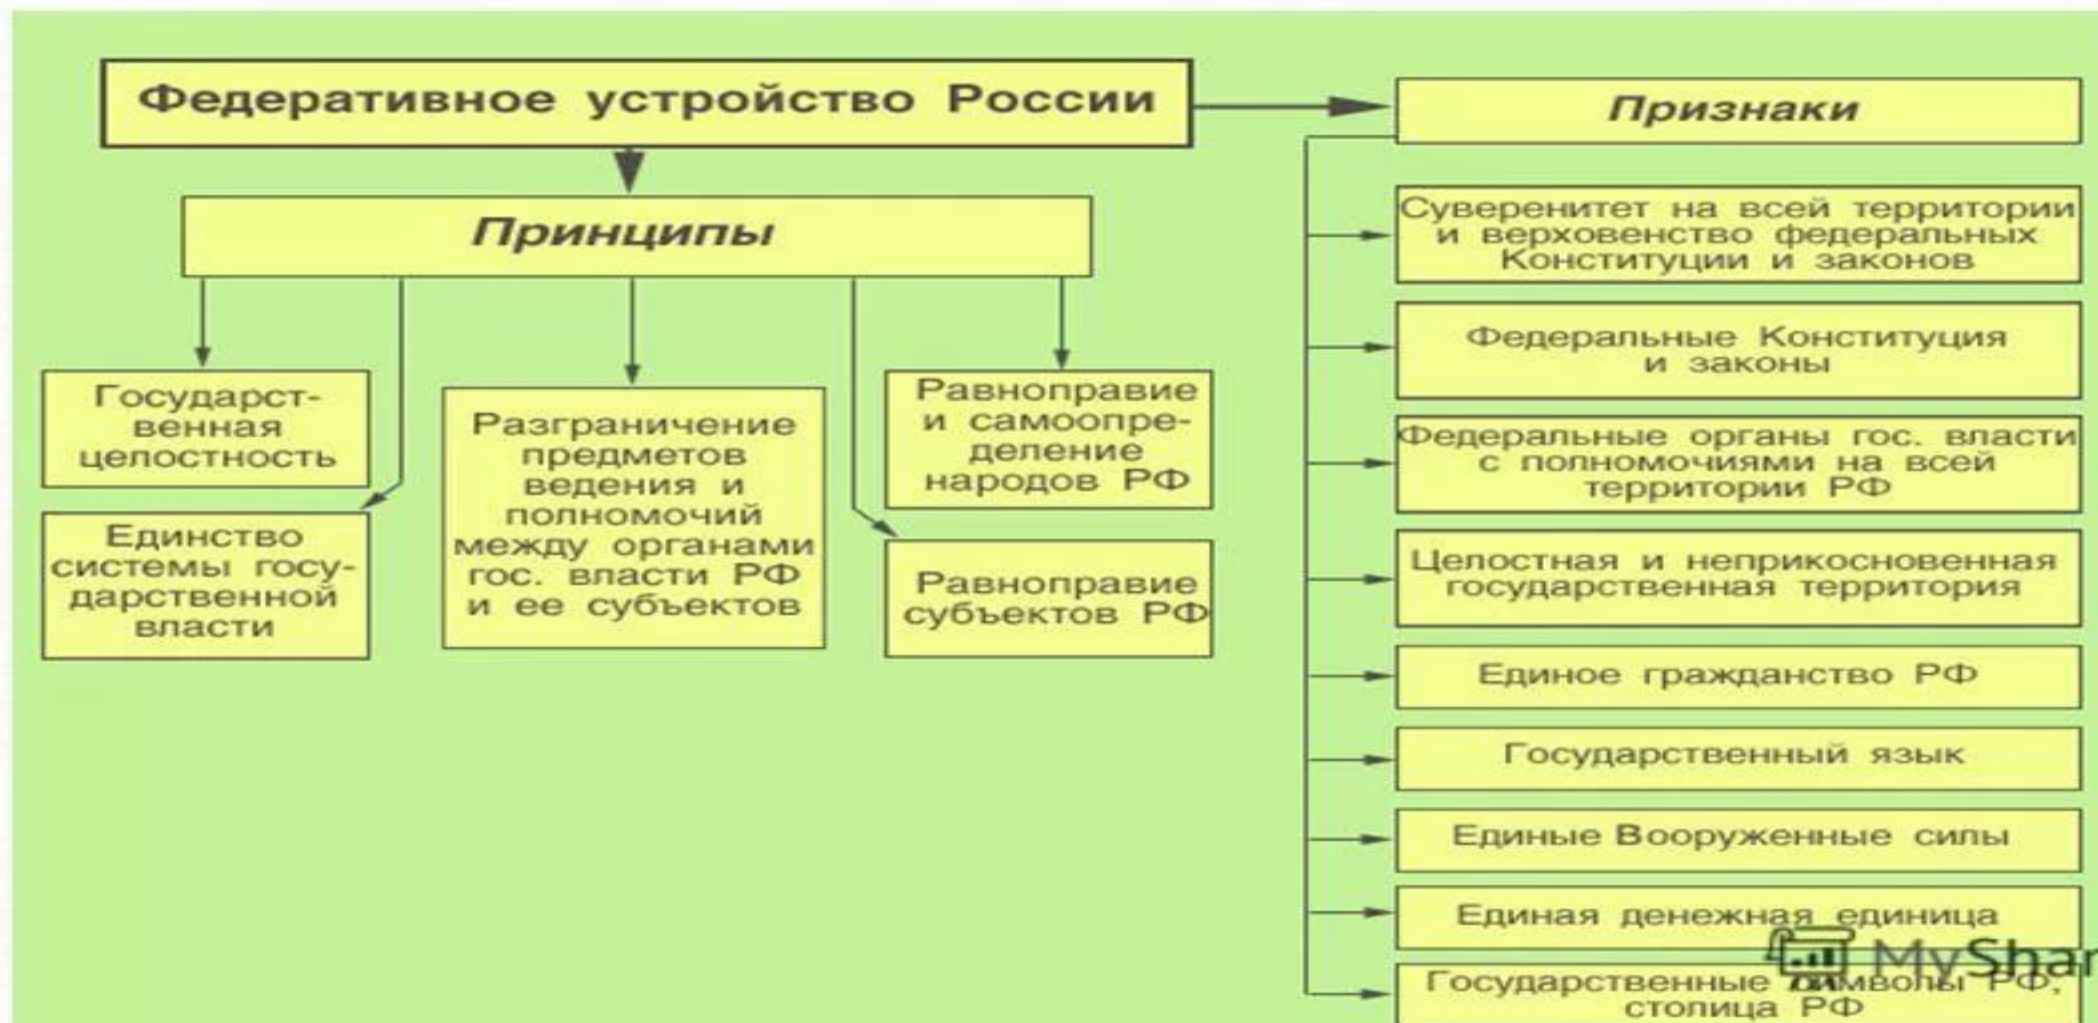 Федеративное устройство России
Принципы
Государст-
венная
целостность
Единство
системы госу-
дарственной
власти
Разграничение
предметов
ведения и
полномочий
между органами
гос. власти РФ
и ее субъектов
Равноправие
и самоопре-
деление
народов РФ
Равноправие
субъектов РФ
Признаки
Суверенитет на всей территории
и верховенство федеральных
Конституции и законов
Федеральные Конституция
и законы
Федеральные органы гос. власти
с полномочиями на всей
территории РФ
Целостная и неприкосновенная
государственная территория
Единое гражданство РФ
Государственный язык
Единые Вооруженные силы
Единая денежная единица
Государственные символы РФ,
столица РФ
MyShar